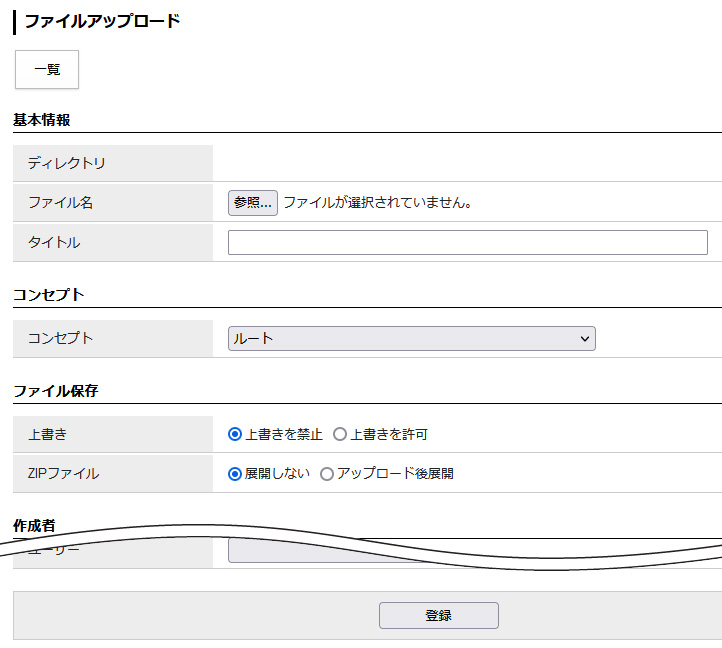 ファイルアップロード
一覧
基本情報
ディレクトリ
ファイル名 参照... ファイルが選択されていません。
タイトル
コンセプト
コンセプト ルート
ファイル保存
上書き 上書きを禁止 上書きを許可
ZIPファイル 展開しない アップロード後展開
作成者
ユーザー
登録